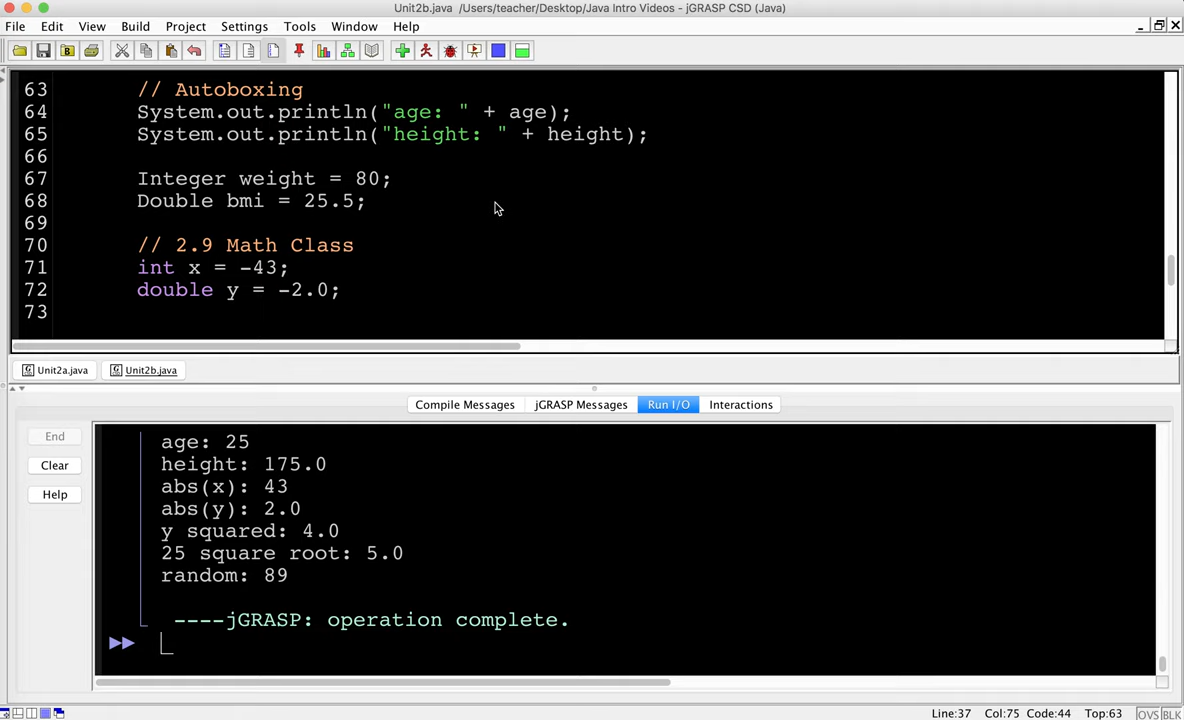 Unit2b.java /Users/teacher/Desktop/Java Intro Videos - jGRASP CSD (Java)
File Edit View Build Project Settings Tools Window Help
63 // Autoboxing
64 System.out.println("age: " + age);
65 System.out.println("height: " + height);
66
67 Integer weight = 80;
68 Double bmi = 25.5;
69
70 // 2.9 Math Class
71 int x = -43;
72 double y = -2.0;
73
Unit2a.java Unit2b.java
Compile Messages jGRASP Messages Run I/O Interactions
End
Clear
Help
age: 25
height: 175.0
abs(x): 43
abs(y): 2.0
y squared: 4.0
25 square root: 5.0
random: 89
----jGRASP: operation complete.
Line:37 Col:75 Code:44 Top:63 OVS BLK